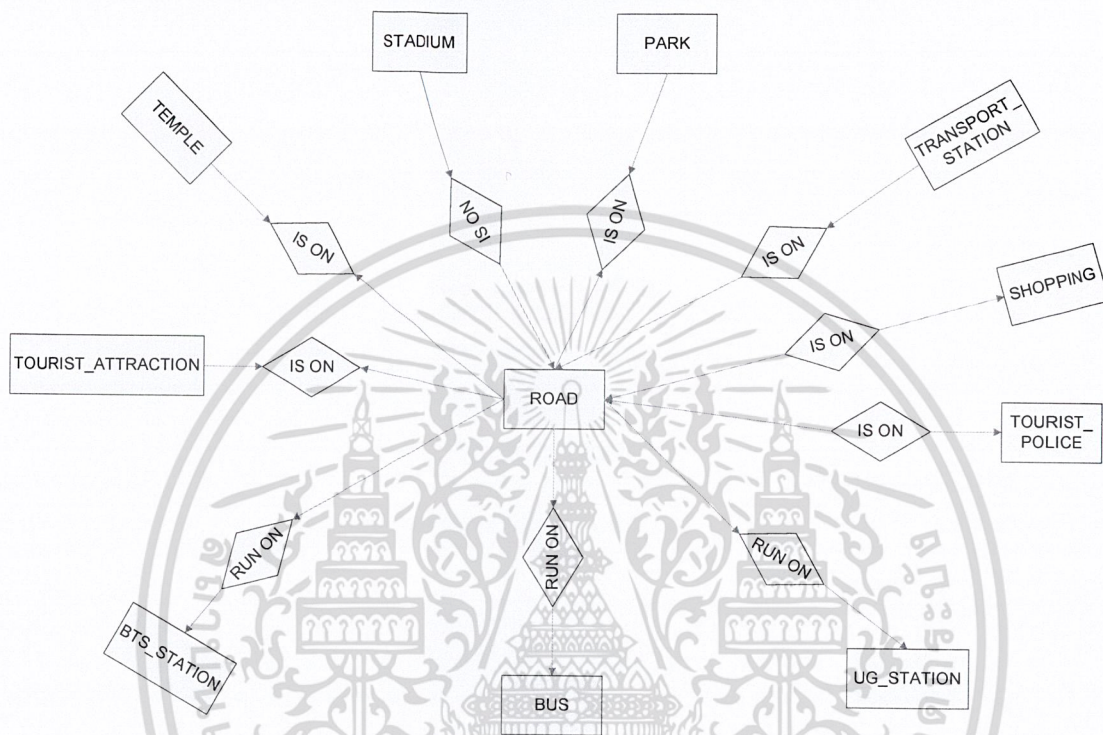 STADIUM
PARK
TEMPLE
TRANSPORT_
STATION
IS ON
IS ON
IS ON
IS ON
SHOPPING
IS ON
TOURIST_ATTRACTION
IS ON
ROAD
IS ON
TOURIST_
POLICE
RUN ON
RUN ON
RUN ON
BTS_STATION
BUS
UG_STATION